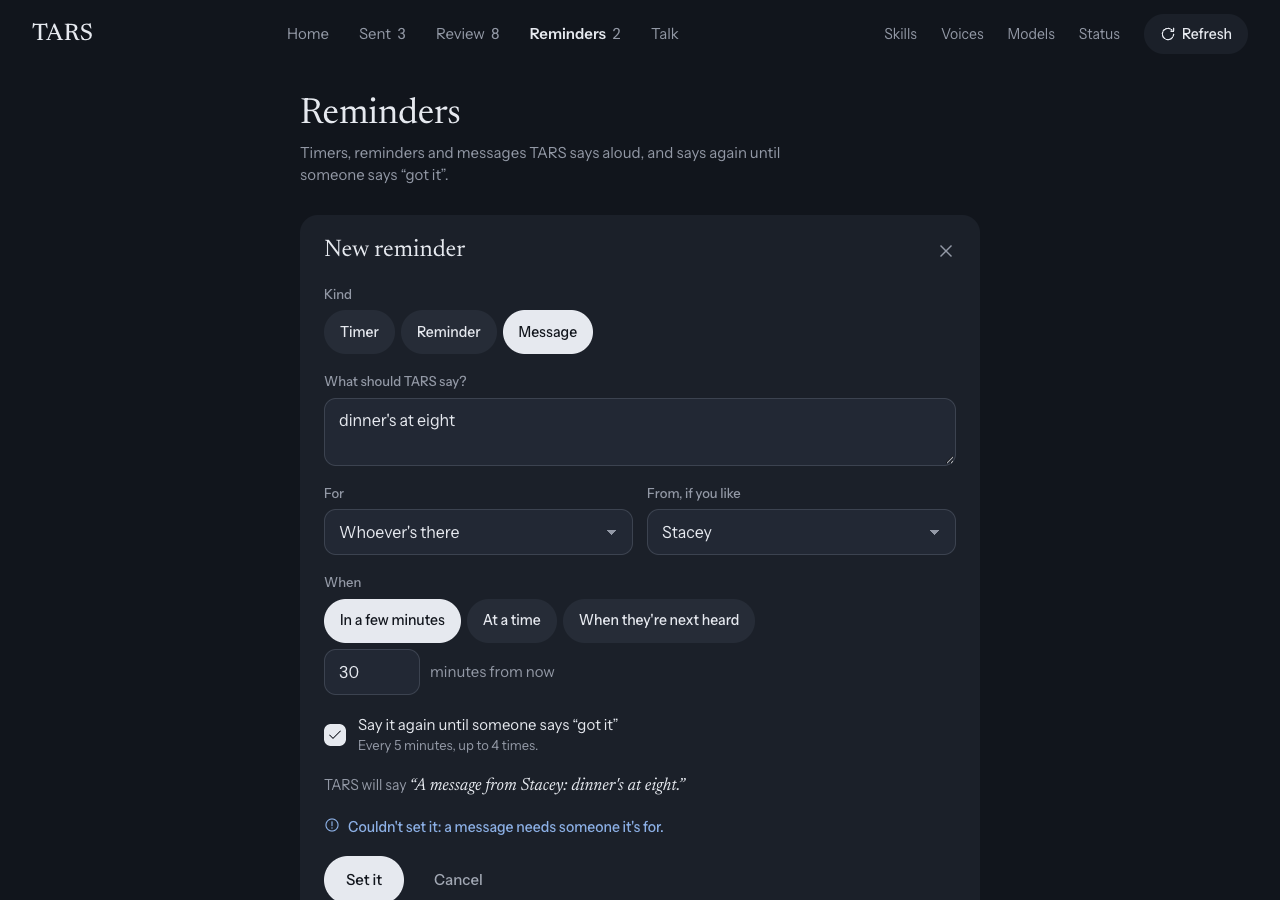 TARS
Home
Sent 3
Review 8
Reminders 2
Talk
Skills
Voices
Models
Status
Refresh
Reminders
Timers, reminders and messages TARS says aloud, and says again until
someone says “got it”.
New reminder
Kind
Timer
Reminder
Message
What should TARS say?
dinner's at eight
For
From, if you like
Whoever's there
Stacey
When
In a few minutes
At a time
When they're next heard
30
minutes from now
Say it again until someone says “got it”
Every 5 minutes, up to 4 times.
TARS will say “A message from Stacey: dinner's at eight.”
Couldn't set it: a message needs someone it's for.
Set it
Cancel